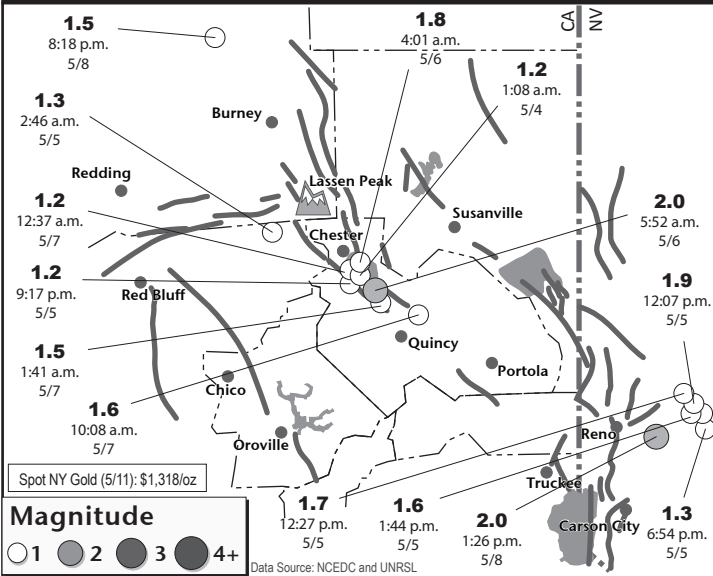 1.5
8:18 p.m.
5/8
1.8
4:01 a.m.
5/6
CA
NV
1.2
1:08 a.m.
5/4
1.3
2:46 a.m.
5/5
Burney
Redding
Lassen Peak
1.2
12:37 a.m.
5/7
Susanville
2.0
5:52 a.m.
5/6
Chester
1.2
9:17 p.m.
5/5
Red Bluff
1.9
12:07 p.m.
5/5
1.5
1:41 a.m.
5/7
Quincy
Portola
1.6
10:08 a.m.
5/7
Chico
Oroville
Reno
Truckee
Carson City
1.7
12:27 p.m.
5/5
1.6
1:44 p.m.
5/5
2.0
1:26 p.m.
5/8
1.3
6:54 p.m.
5/5
Spot NY Gold (5/11): $1,318/oz
Magnitude
1 2 3 4+
Data Source: NCEDC and UNRSL